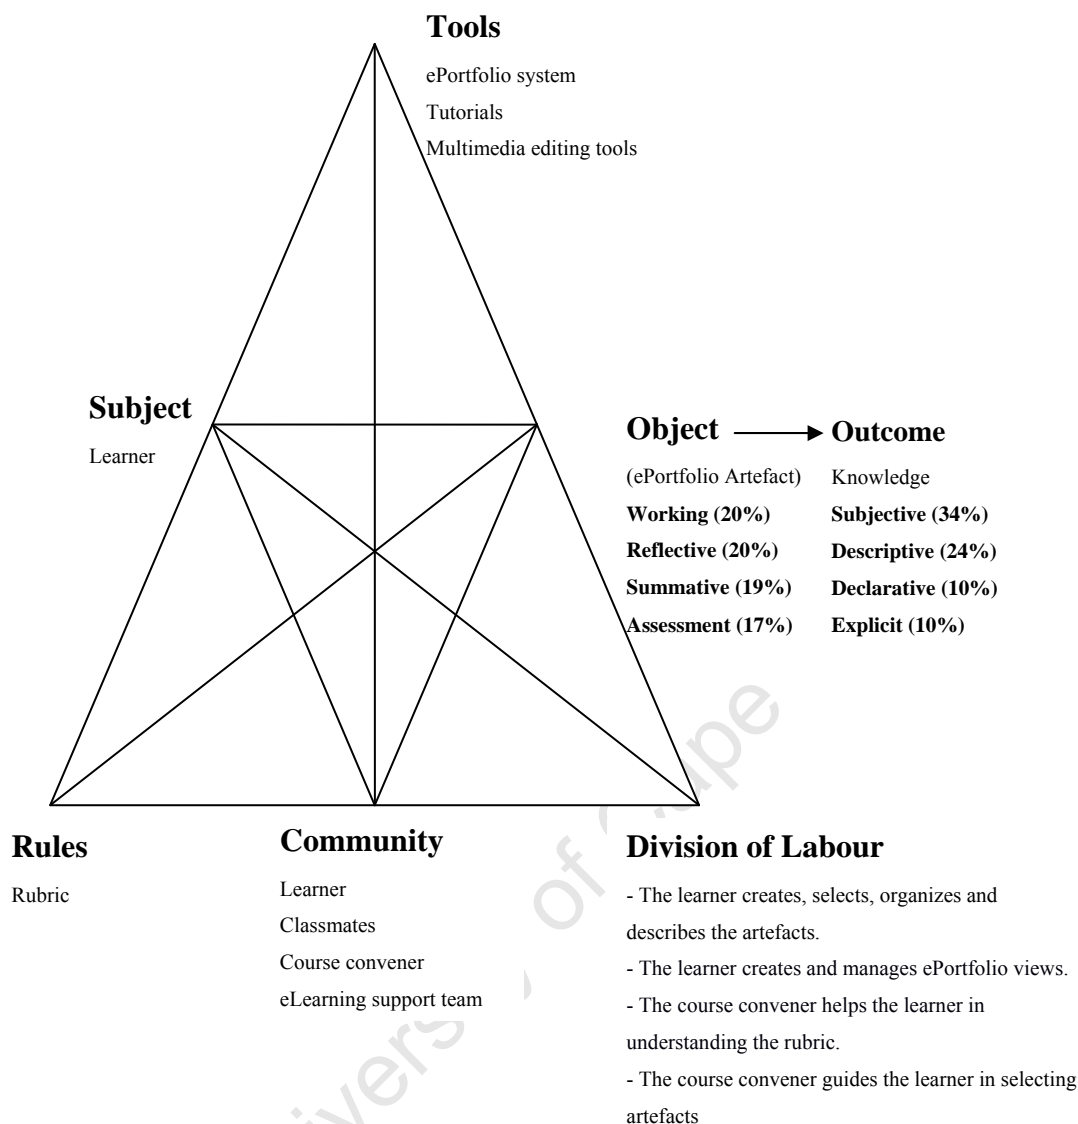 Tools
ePortfolio system
Tutorials
Multimedia editing tools
Subject
Learner
Object
Outcome
(ePortfolio Artefact)
Knowledge
Working (20%)
Subjective (34%)
Reflective (20%)
Descriptive (24%)
Summative (19%)
Declarative (10%)
Assessment (17%)
Explicit (10%)
Rules
Rubric
Community
Learner
Classmates
Course convener
eLearning support team
Division of Labour
- The learner creates, selects, organizes and
describes the artefacts.
- The learner creates and manages ePortfolio views.
- The course convener helps the learner in
understanding the rubric.
- The course convener guides the learner in selecting
artefacts
of